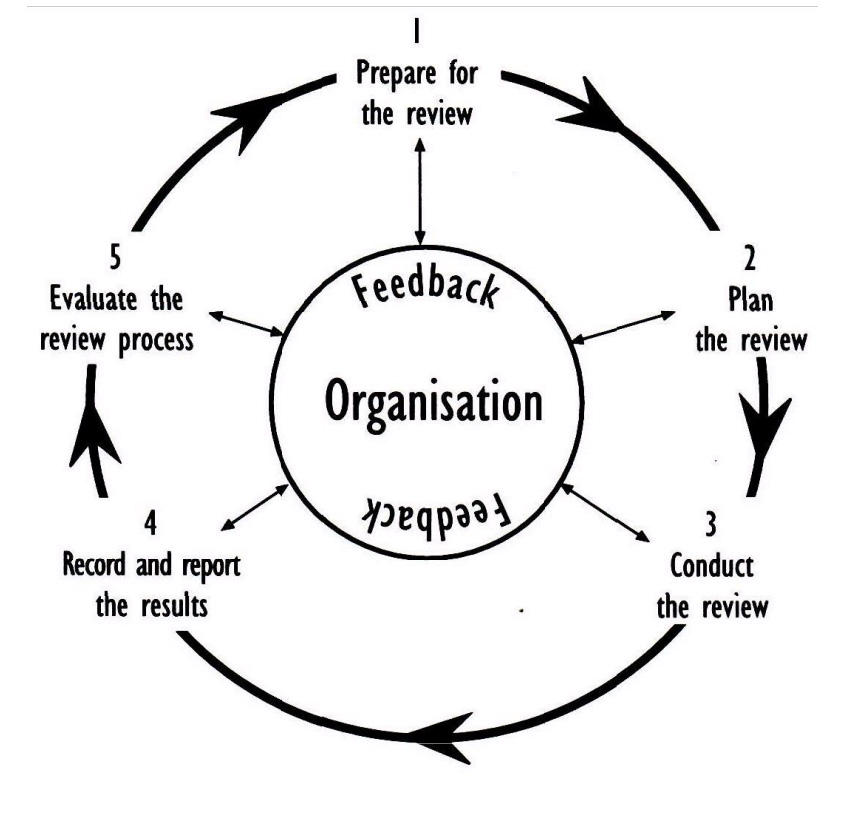 1
Prepare for
the review
2
Plan
the review
3
Conduct
the review
4
Record and report
the results
5
Evaluate the
review process
Feedback
Organisation
Feedback